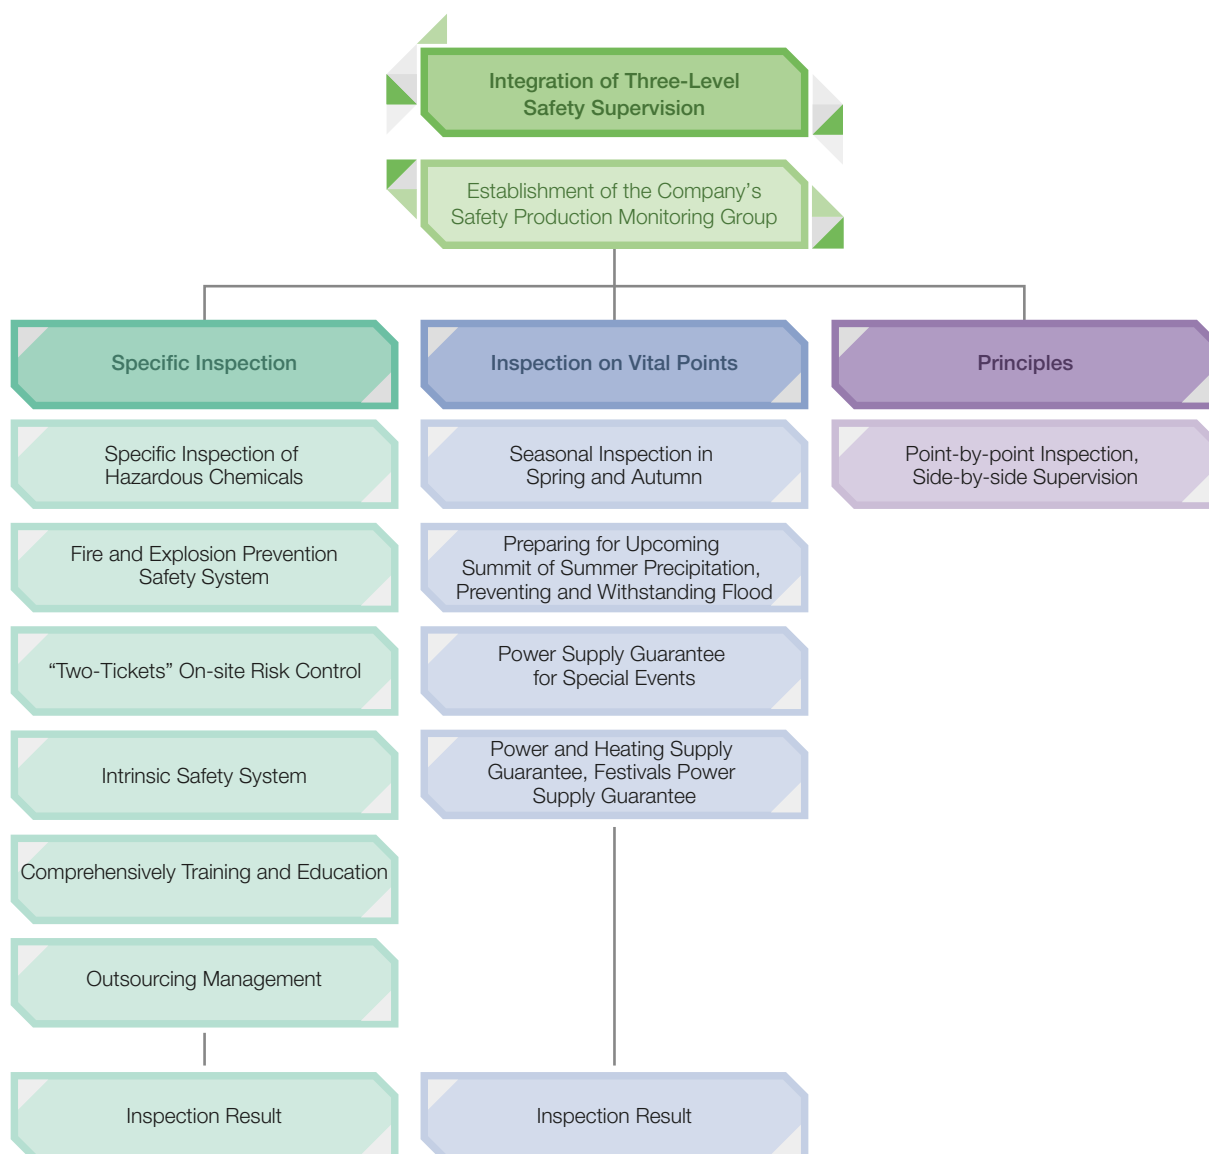 Integration of Three-Level
Safety Supervision
Establishment of the Company’s
Safety Production Monitoring Group
Specific Inspection
Specific Inspection of
Hazardous Chemicals
Fire and Explosion Prevention
Safety System
“Two-Tickets” On-site Risk Control
Intrinsic Safety System
Comprehensively Training and Education
Outsourcing Management
Inspection Result
Inspection on Vital Points
Seasonal Inspection in
Spring and Autumn
Preparing for Upcoming
Summit of Summer Precipitation,
Preventing and Withstanding Flood
Power Supply Guarantee
for Special Events
Power and Heating Supply
Guarantee, Festivals Power
Supply Guarantee
Inspection Result
Principles
Point-by-point Inspection,
Side-by-side Supervision